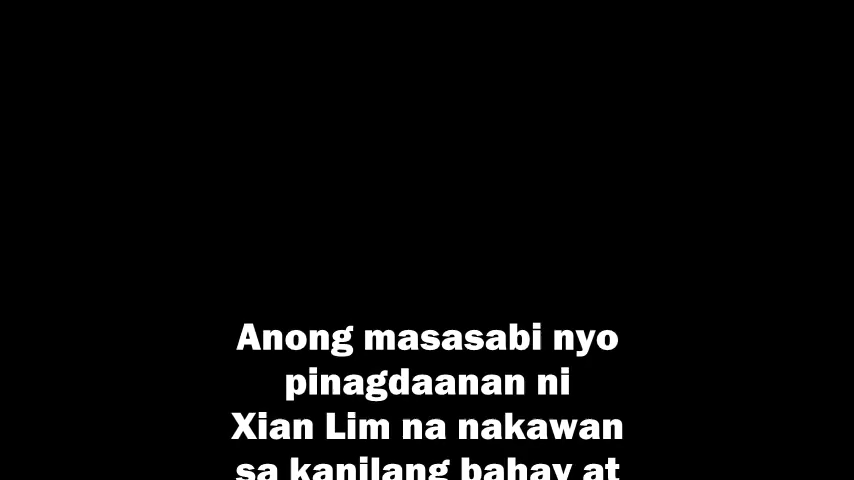 Anong masasabi nyo
pinagdaanan ni
Xian Lim na nakawan
sa kanilang bahay at